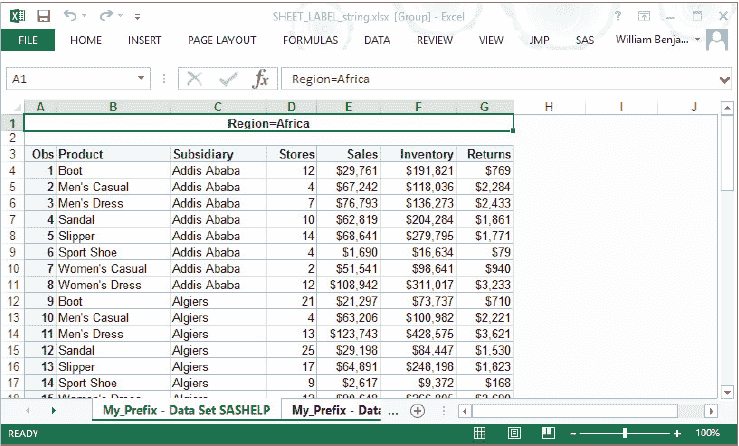 SHEET_LABEL_string.xlsx [Group] - Excel
FILE HOME INSERT PAGE LAYOUT FORMULAS DATA REVIEW VIEW JMP SAS William Benja...
A1 fx Region=Africa
A B C D E F G H I J
1 Region=Africa
2
3 Obs Product Subsidiary Stores Sales Inventory Returns
4 1 Boot Addis Ababa 12 $29,761 $191,821 $769
5 2 Men's Casual Addis Ababa 4 $67,242 $118,036 $2,284
6 3 Men's Dress Addis Ababa 7 $76,793 $136,273 $2,433
7 4 Sandal Addis Ababa 10 $62,819 $204,284 $1,861
8 5 Slipper Addis Ababa 14 $68,641 $279,795 $1,771
9 6 Sport Shoe Addis Ababa 4 $1,690 $16,634 $79
10 7 Women's Casual Addis Ababa 2 $51,541 $98,641 $940
11 8 Women's Dress Addis Ababa 12 $108,942 $311,017 $3,233
12 9 Boot Algiers 21 $21,297 $73,737 $710
13 10 Men's Casual Algiers 4 $63,206 $100,982 $2,221
14 11 Men's Dress Algiers 13 $123,743 $428,575 $3,621
15 12 Sandal Algiers 25 $29,198 $84,447 $1,530
16 13 Slipper Algiers 17 $64,891 $248,198 $1,823
17 14 Sport Shoe Algiers 9 $2,617 $9,372 $168
My_Prefix - Data Set SASHELP My_Prefix - Data ...
READY 100%